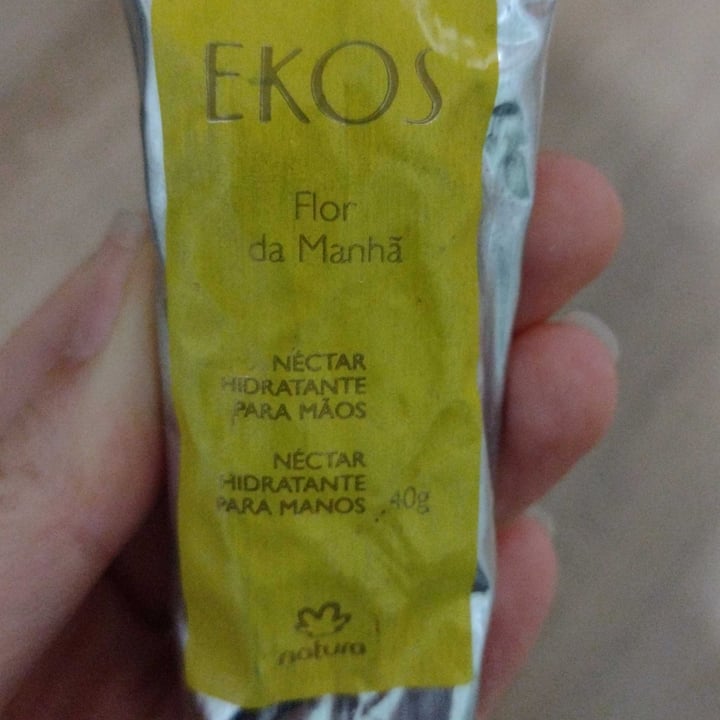 EKOS
Flor
da Manhã
NÉCTAR
HIDRATANTE
PARA MÃOS
NÉCTAR
HIDRATANTE
PARA MANOS 40g
natura